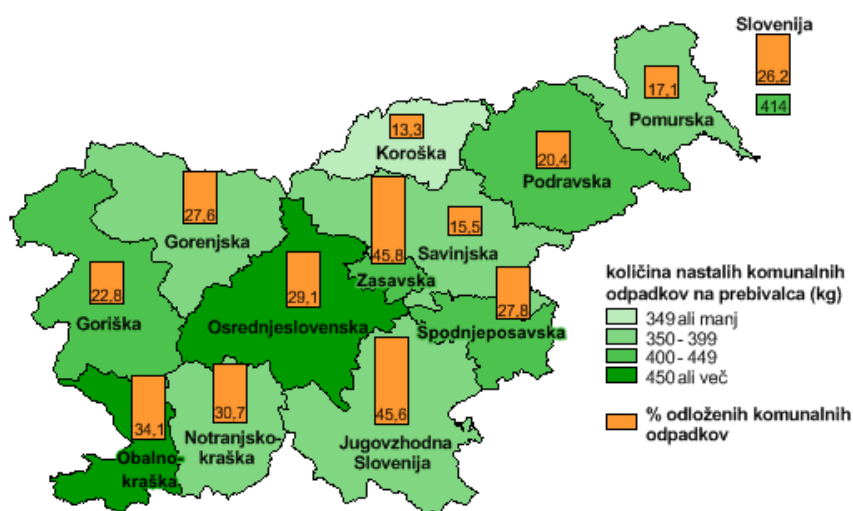 Slovenija
26,2
414
17,1
Pomurska
13,3
Koroška
20,4
Podravska
27,6
Gorenjska
15,5
Savinjska
45,8
Zasavska
22,8
Goriška
29,1
Osrednjeslovenska
27,8
Spodnjeposavska
34,1
Obalno-
kraška
30,7
Notranjsko-
kraška
45,6
Jugovzhodna
Slovenija
količina nastalih komunalnih
odpadkov na prebivalca (kg)
349 ali manj
350 - 399
400 - 449
450 ali več
% odloženih komunalnih
odpadkov